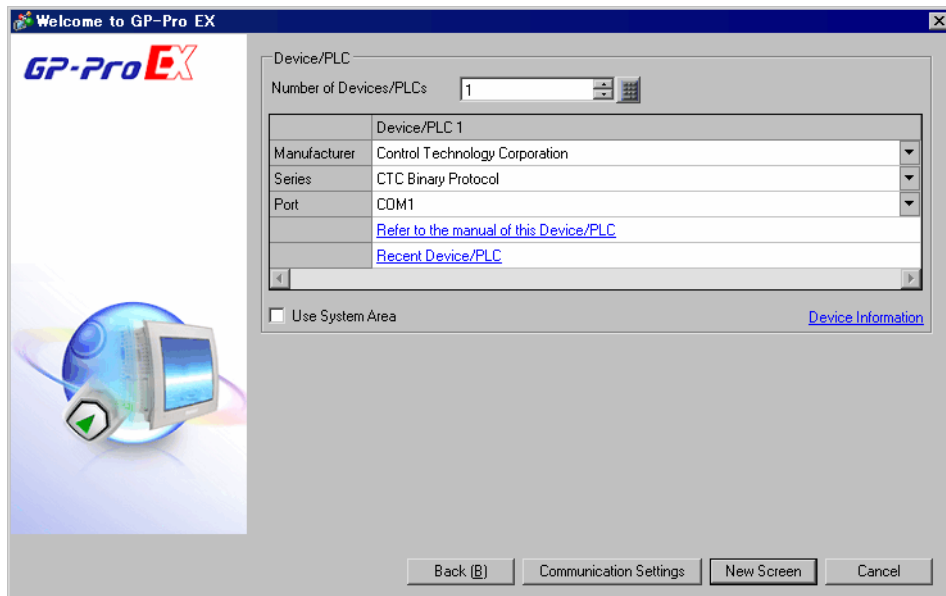 Welcome to GP-Pro EX
GP-Pro EX
Device/PLC
Number of Devices/PLCs 1
Device/PLC 1
Manufacturer Control Technology Corporation
Series CTC Binary Protocol
Port COM1
Refer to the manual of this Device/PLC
Recent Device/PLC
Use System Area Device Information
Back (B) Communication Settings New Screen Cancel